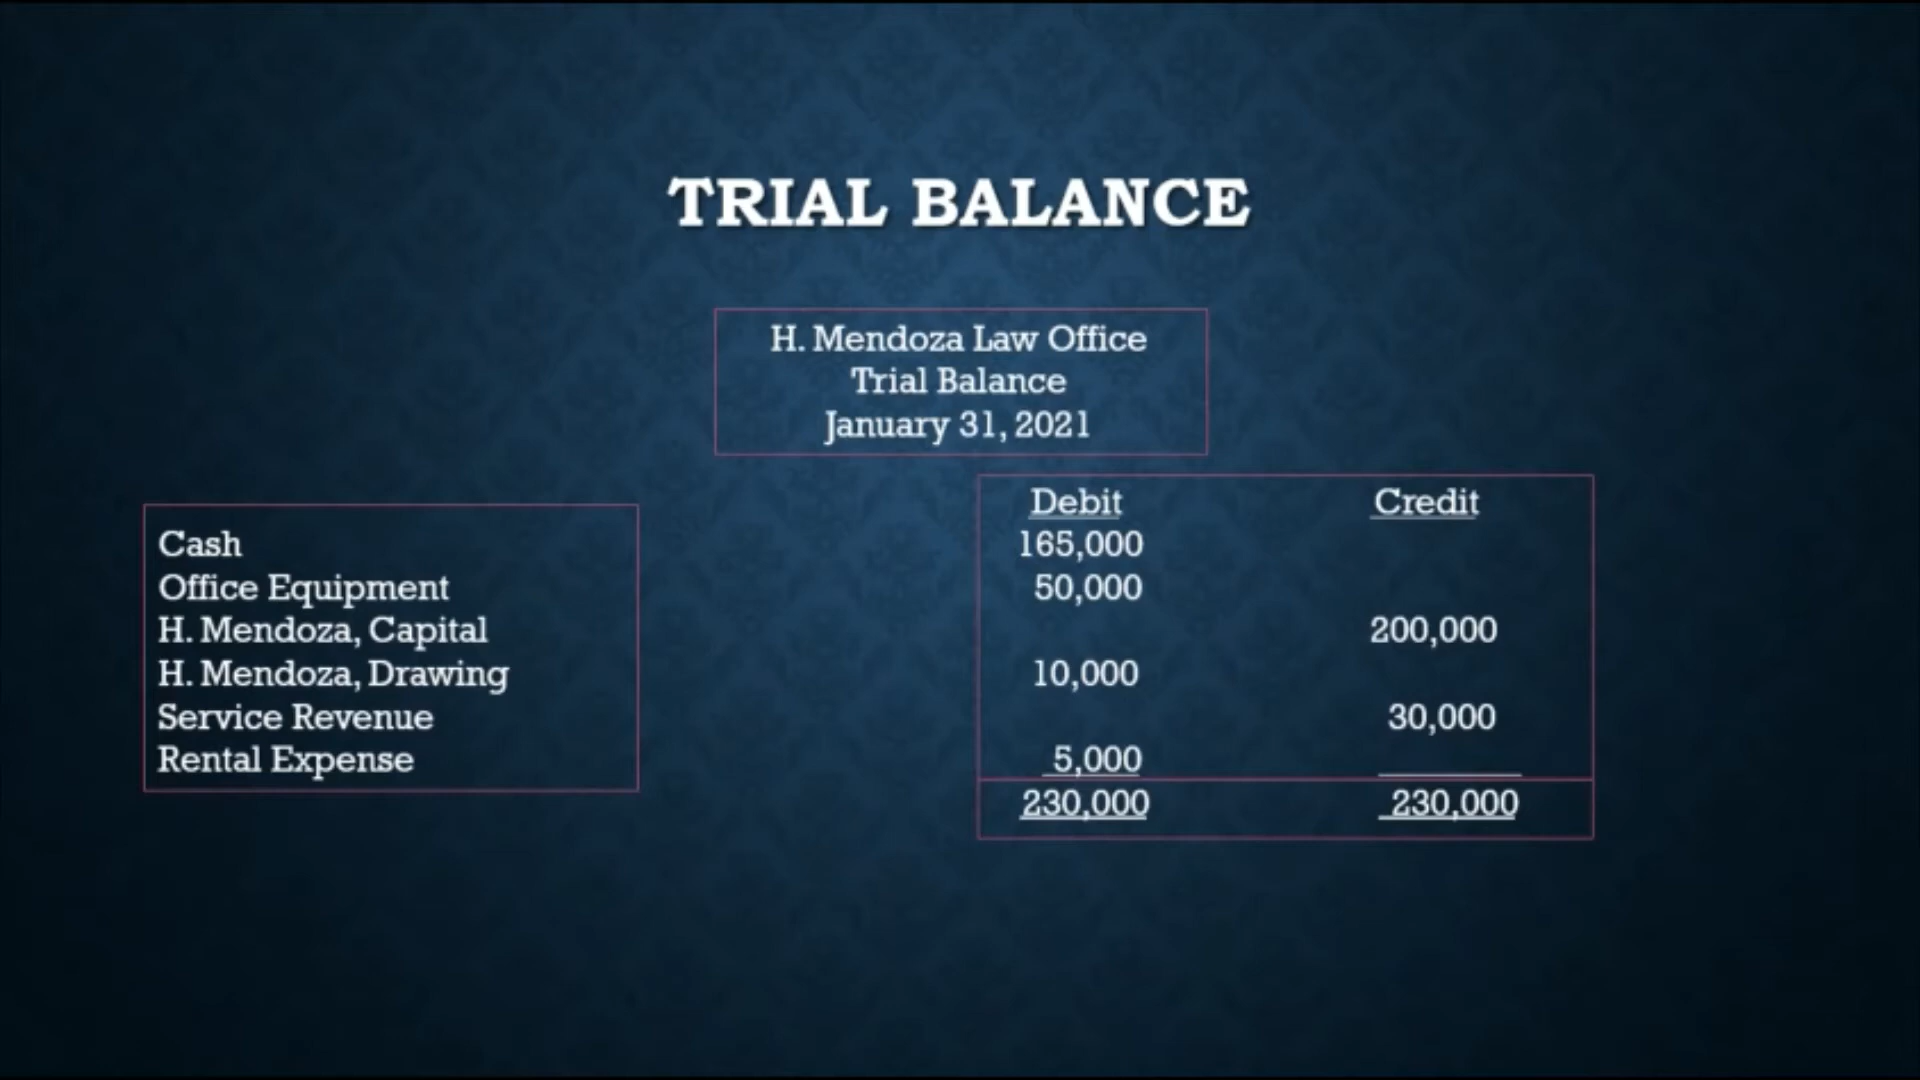 TRIAL BALANCE
H. Mendoza Law Office
Trial Balance
January 31, 2021
Debit Credit
Cash 165,000
Office Equipment 50,000
H. Mendoza, Capital 200,000
H. Mendoza, Drawing 10,000
Service Revenue 30,000
Rental Expense 5,000
230,000 230,000